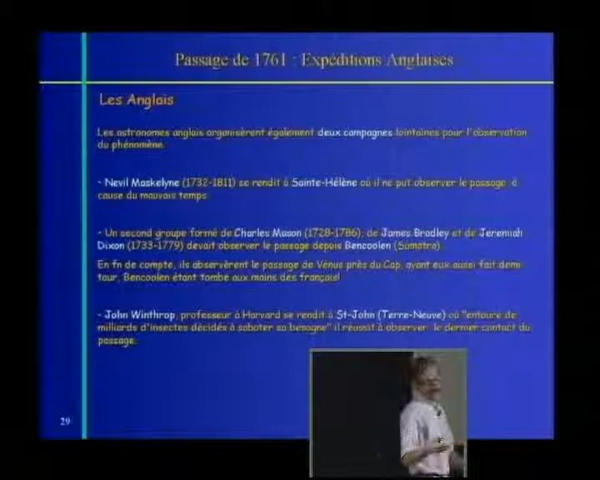 Passage de 1761 : Expéditions Anglaises
Les Anglais
Les astronomes anglais organisèrent également deux campagnes lointaines pour l'observation
du phénomène.
- Nevil Maskelyne (1732-1811) se rendit à Sainte-Hélène où il ne put observer le passage à
cause du mauvais temps.
- Un second groupe formé de Charles Mason (1728-1786), de James Bradley et de Jeremiah
Dixon (1733-1779) devait observer le passage depuis Bencoolen (Sumatra).
En fn de compte, ils observèrent le passage de Vénus près du Cap, ayant eux aussi fait demi
tour, Bencoolen étant tombé aux mains des français!
- John Winthrop, professeur à Harvard se rendit à St-John (Terre-Neuve) où "entouré de
milliards d'insectes décidés à saboter sa besogne" il réussit à observer le dernier contact du
passage.
29